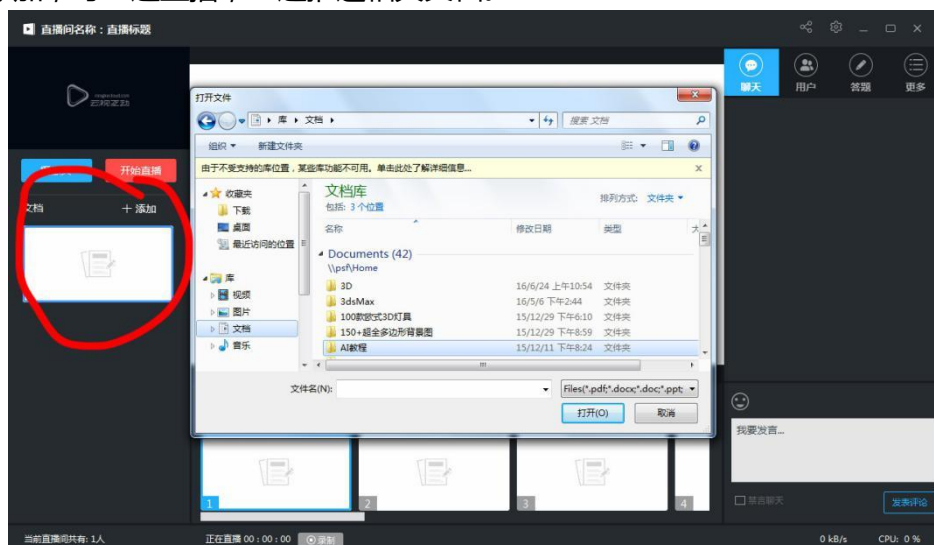 直播间名称：直播标题
云视互动
聊天 用户 答题 更多
开始直播
文档 + 添加
打开文件
库 ▸ 文档 ▸
搜索 文档
组织 新建文件夹
由于不受支持的库位置，某些库功能不可用。单击此处了解详细信息...
收藏夹
下载
桌面
最近访问的位置
库
视频
图片
文档
音乐
文档库
包括: 3 个位置
排列方式: 文件夹
名称 修改日期 类型
Documents (42)
\\psf\Home
3D 16/6/24 上午10:54 文件夹
3dsMax 16/5/6 下午2:44 文件夹
100款欧式3D灯具 15/12/29 下午6:10 文件夹
150+超全多边形背景图 15/12/29 下午8:59 文件夹
AI教程 15/12/11 下午8:24 文件夹
文件名(N): Files(*.pdf;*.docx;*.doc;*.ppt;
打开(O) 取消
1 2 3 4
我要发言...
禁言聊天 发表评论
当前直播间共有: 1人 正在直播 00 : 00 : 00 录制 0 kB/s CPU: 0 %